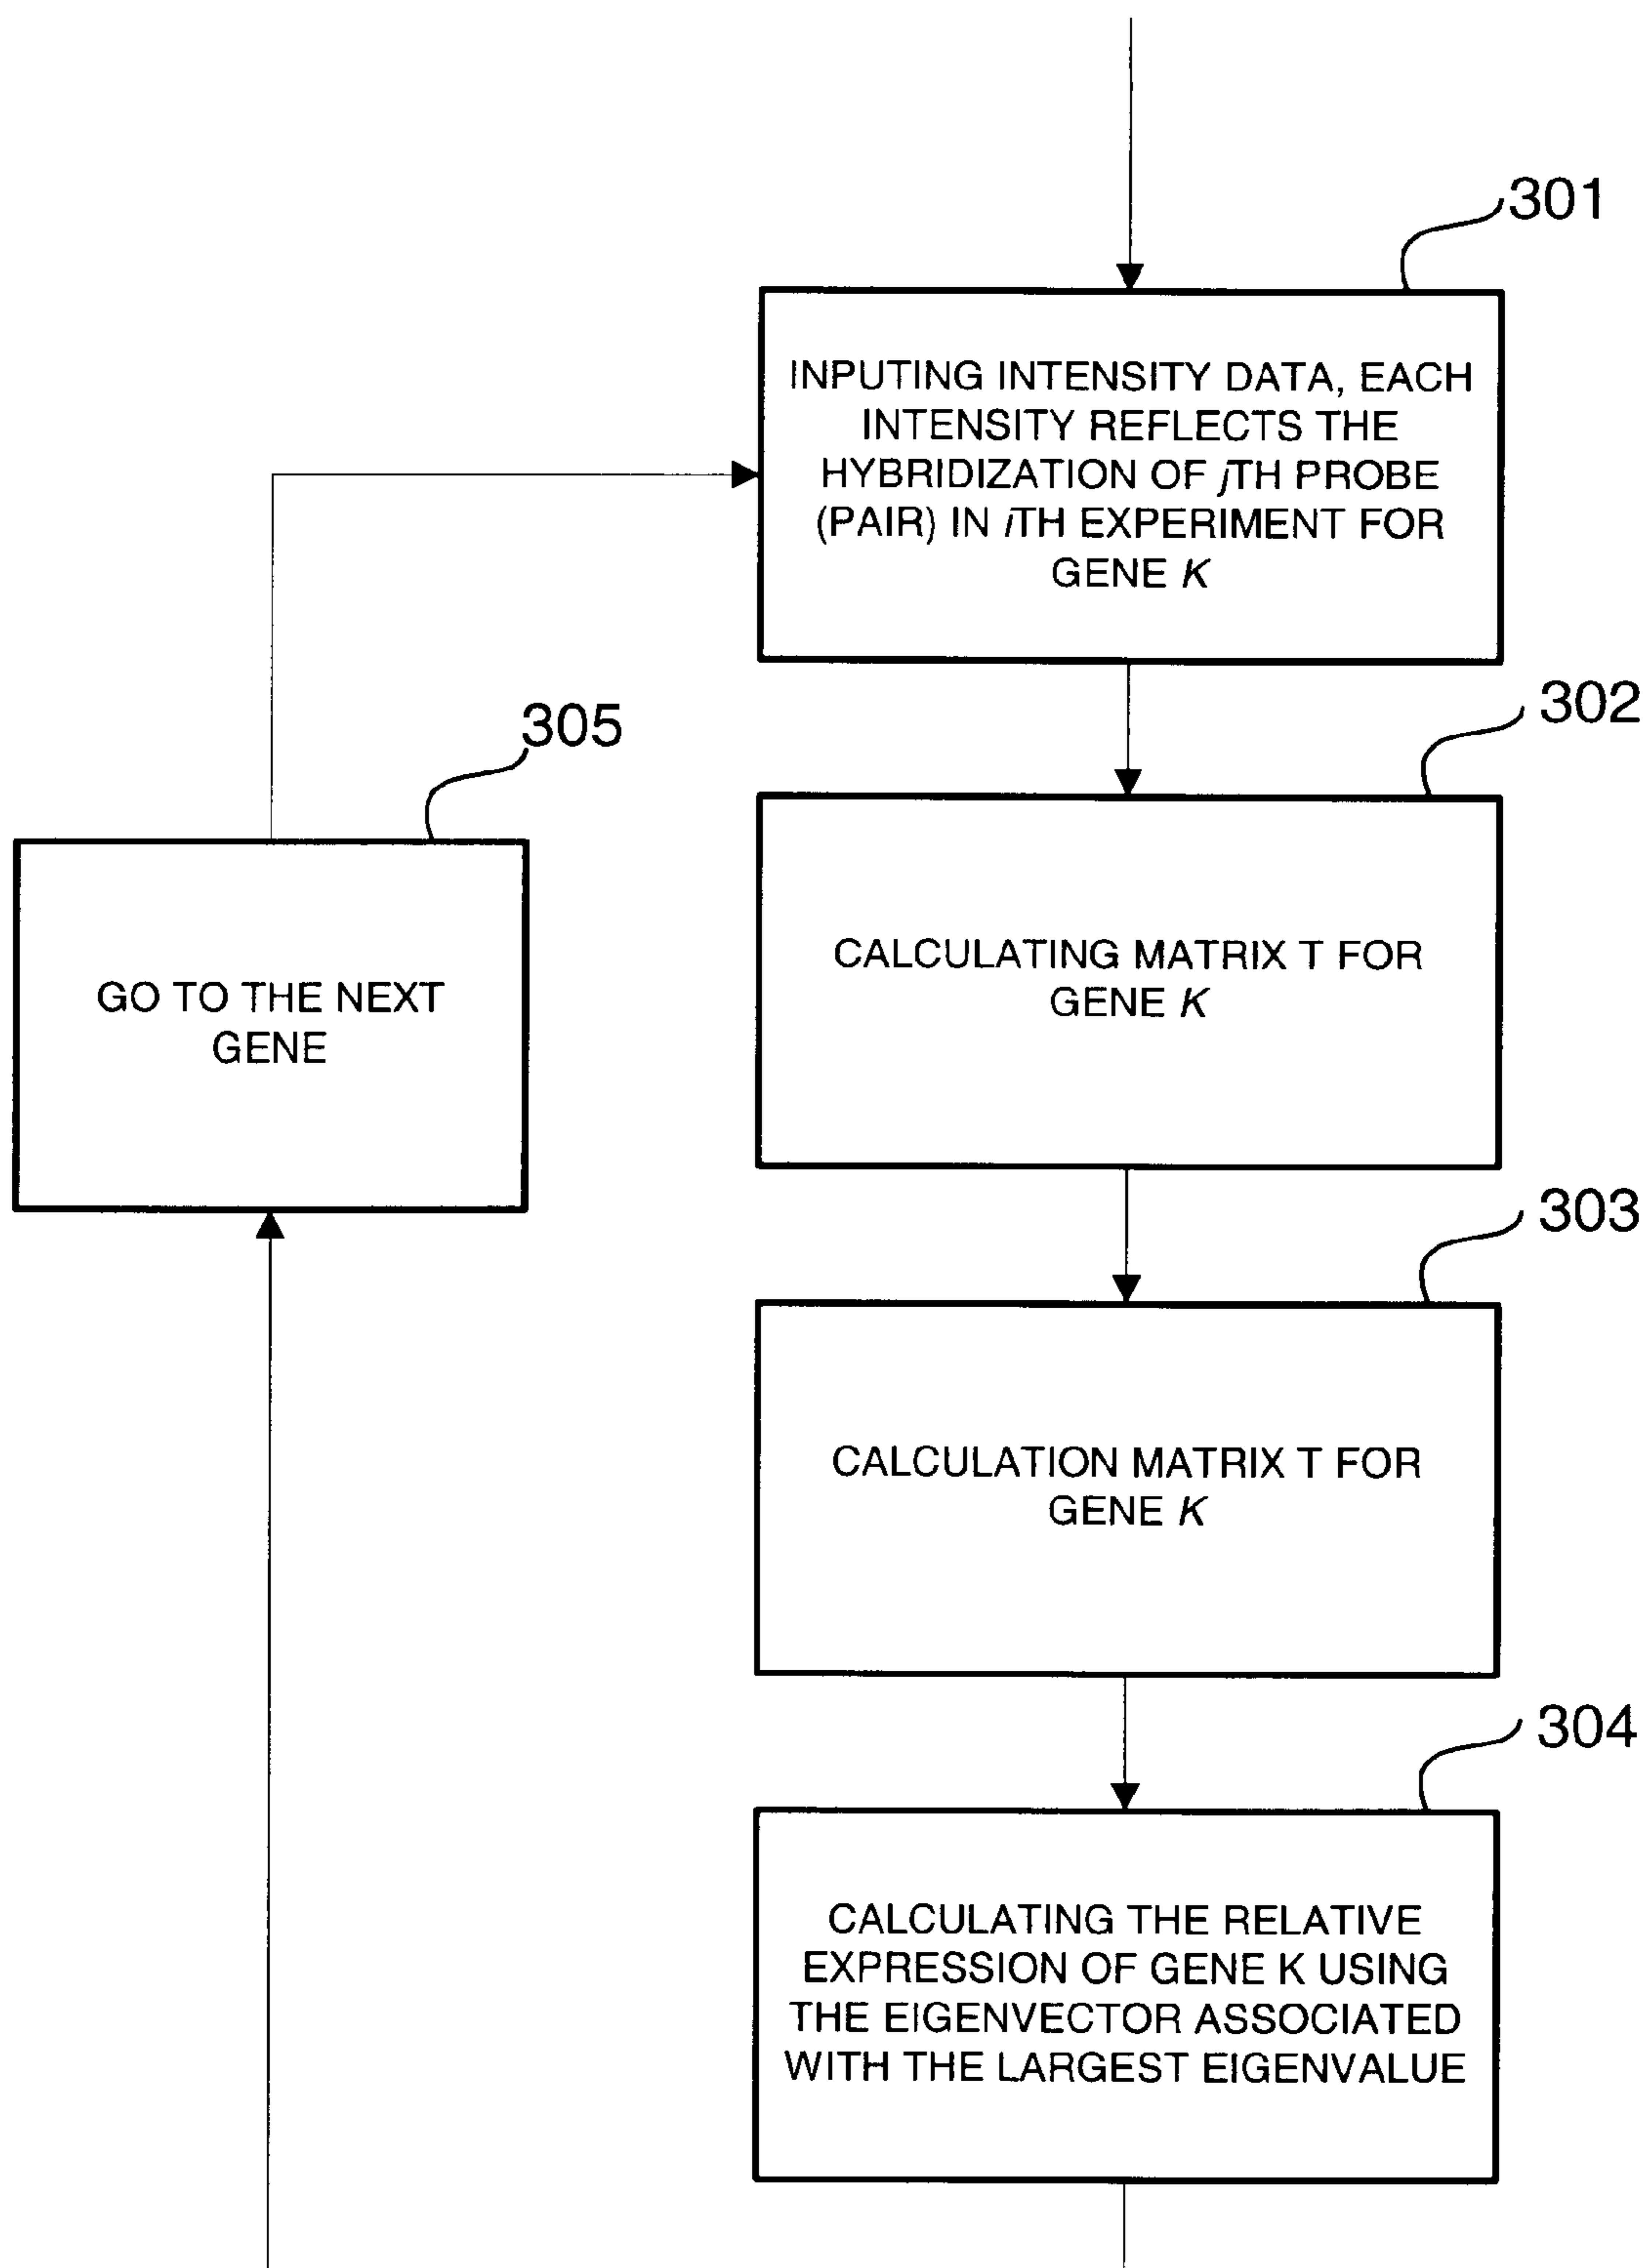 301
INPUTING INTENSITY DATA, EACH
INTENSITY REFLECTS THE
HYBRIDIZATION OF jTH PROBE
(PAIR) IN iTH EXPERIMENT FOR
GENE K
302
CALCULATING MATRIX T FOR
GENE K
303
CALCULATION MATRIX T FOR
GENE K
304
CALCULATING THE RELATIVE
EXPRESSION OF GENE K USING
THE EIGENVECTOR ASSOCIATED
WITH THE LARGEST EIGENVALUE
305
GO TO THE NEXT
GENE